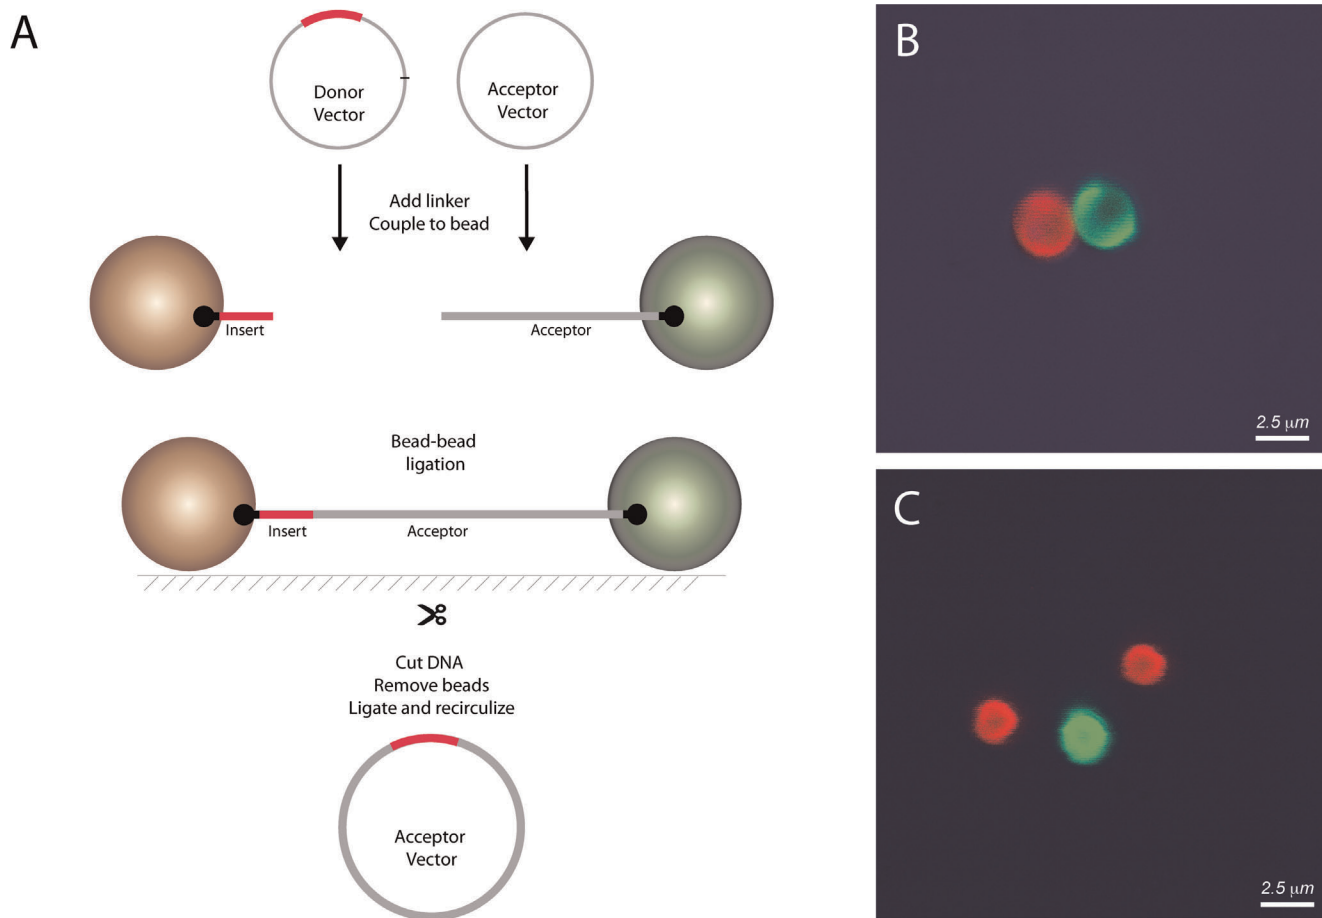 A
Donor
Vector
Acceptor
Vector
Add linker
Couple to bead
Insert
Acceptor
Bead-bead
ligation
Insert
Acceptor
Cut DNA
Remove beads
Ligate and recirculize
Acceptor
Vector
B
2.5 μm
C
2.5 μm